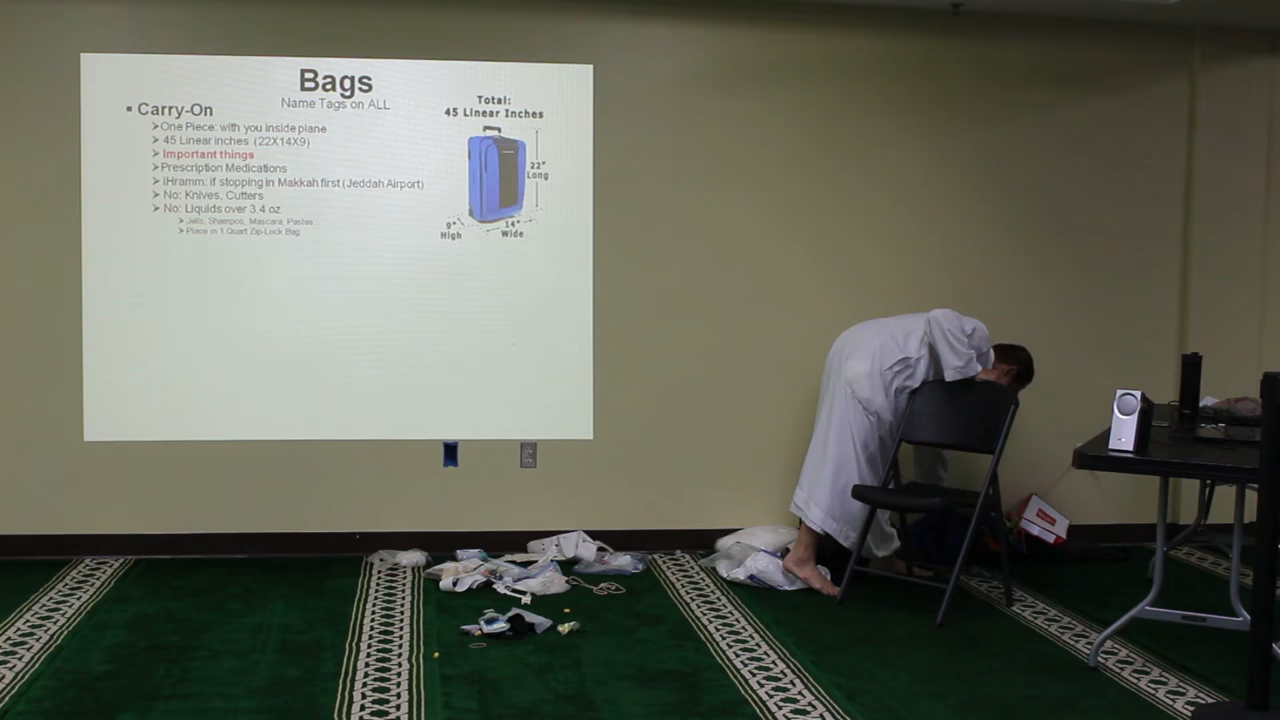 Bags
Name Tags on ALL
Carry-On
One Piece: with you inside plane
45 Linear inches (22X14X9)
Important things
Prescription Medications
iHramm: if stopping in Makkah first (Jeddah Airport)
No: Knives, Cutters
No: Liquids over 3.4 oz
Jells, Shampoo, Mascara, Pastes
Place in 1 Quart Zip-Lock Bag
Total:
45 Linear Inches
22"
Long
9"
High
14"
Wide